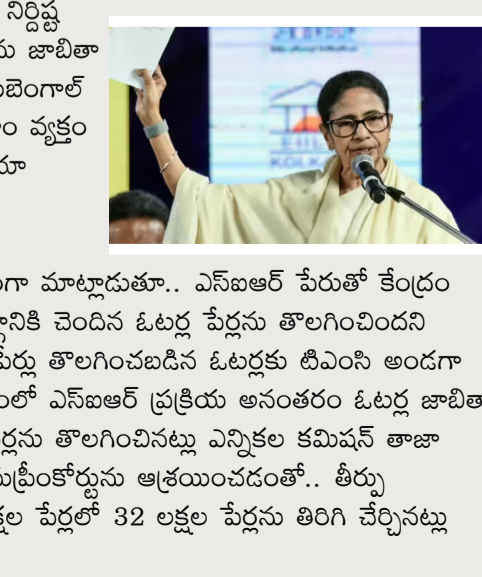 నిర్దిష్ట
ను జాబితా
బెంగాల్
ం వ్యక్తం
KOLKA
గా మాట్లాడుతూ.. ఎస్ఐఆర్ పేరుతో కేంద్రం
నికి చెందిన ఓటర్ల పేర్లను తొలగించిందని
పేర్లు తొలగించబడిన ఓటర్లకు టిఎంసి అండగా
లో ఎస్ఐఆర్ ప్రక్రియ అనంతరం ఓటర్ల జాబితా
ర్లను తొలగించినట్లు ఎన్నికల కమిషన్ తాజా
సుప్రీంకోర్టును ఆశ్రయించడంతో.. తీర్పు
క్షల పేర్లలో 32 లక్షల పేర్లను తిరిగి చేర్చినట్లు